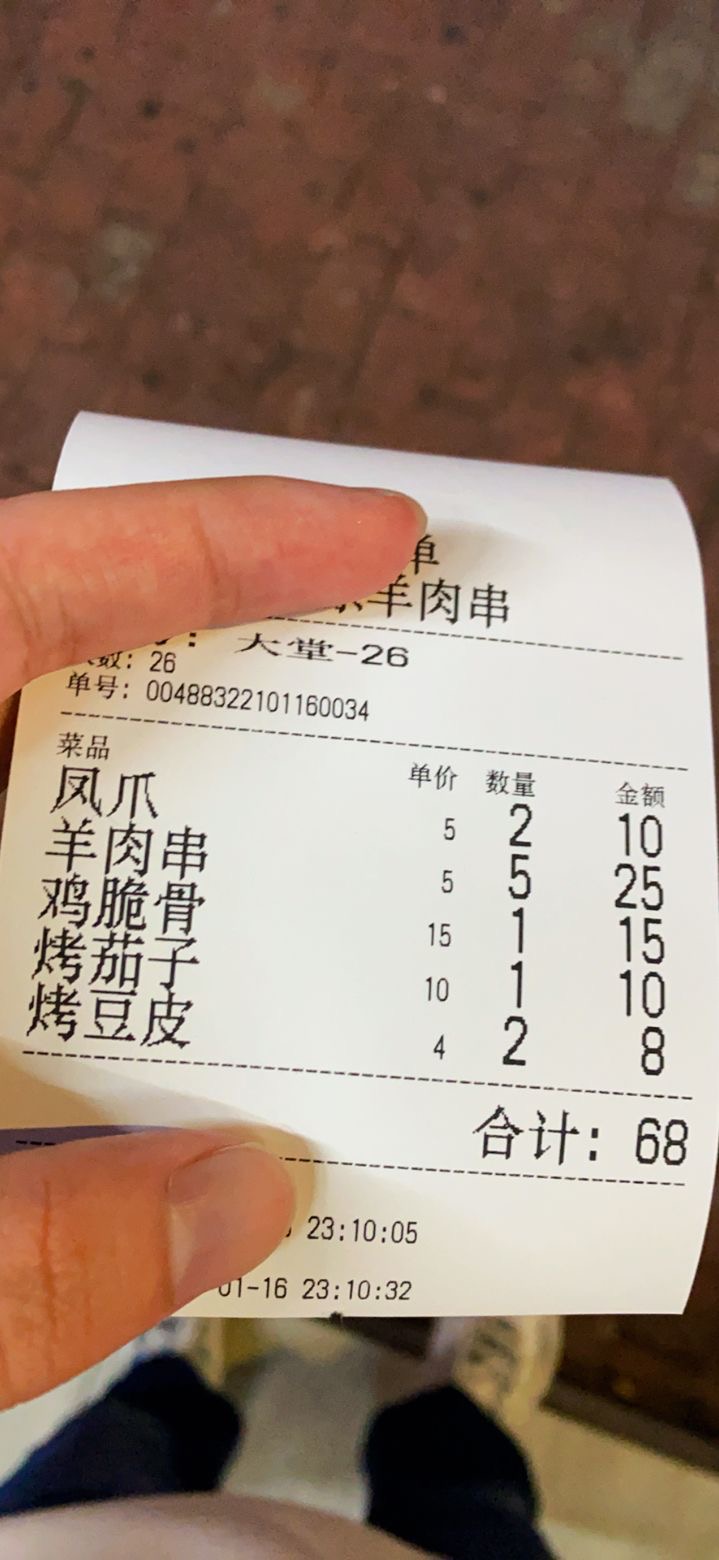 单
羊肉串
大堂-26
数: 26
单号: 00488322101160034
菜品 单价 数量 金额
凤爪 5 2 10
羊肉串 5 5 25
鸡脆骨 15 1 15
烤茄子 10 1 10
烤豆皮 4 2 8
合计: 68
23:10:05
01-16 23:10:32